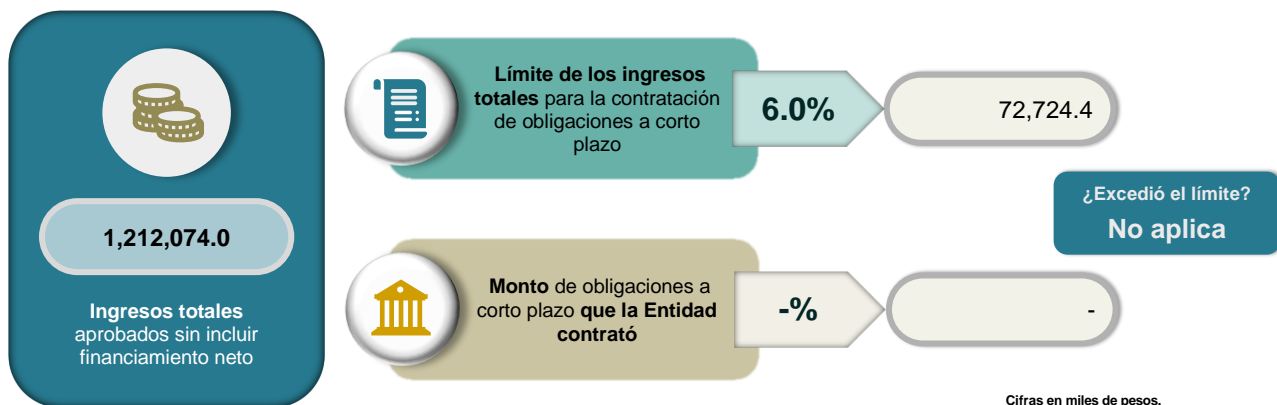 1,212,074.0
Ingresos totales
aprobados sin incluir
financiamiento neto
Límite de los ingresos
totales para la contratación
de obligaciones a corto
plazo
6.0%
72,724.4
¿Excedió el límite?
No aplica
Monto de obligaciones a
corto plazo que la Entidad
contrató
-%
-
Cifras en miles de pesos.